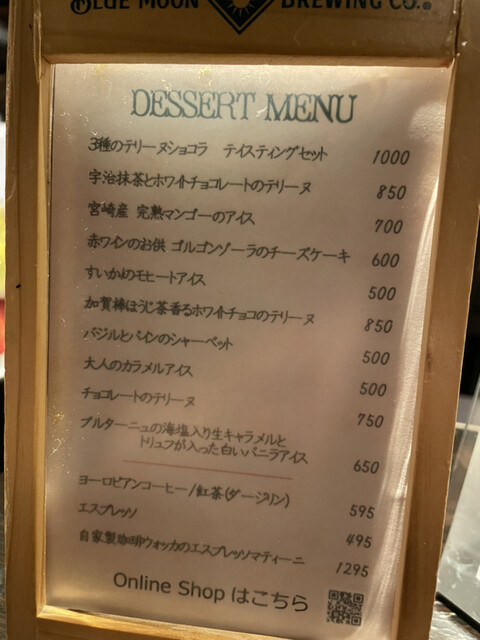 BLUE MOON BREWING CO.®
DESSERT MENU
3種のテリーヌショコラ テイスティングセット 1000
宇治抹茶とホワイトチョコレートのテリーヌ 850
宮崎産 完熟マンゴーのアイス 700
赤ワインのお供 ゴルゴンゾーラのチーズケーキ 600
すいかのモヒートアイス 500
加賀棒ほうじ茶香るホワイトチョコのテリーヌ 850
バジルとパインのシャーベット 500
大人のカラメルアイス 500
チョコレートのテリーヌ 750
ブルターニュの海塩入り生キャラメルと
トリュフが入った白いバニラアイス 650
ヨーロピアンコーヒー/紅茶(ダージリン) 595
エスプレッソ 495
自家製珈琲ウォッカのエスプレッソマティーニ 1295
Online Shop はこちら